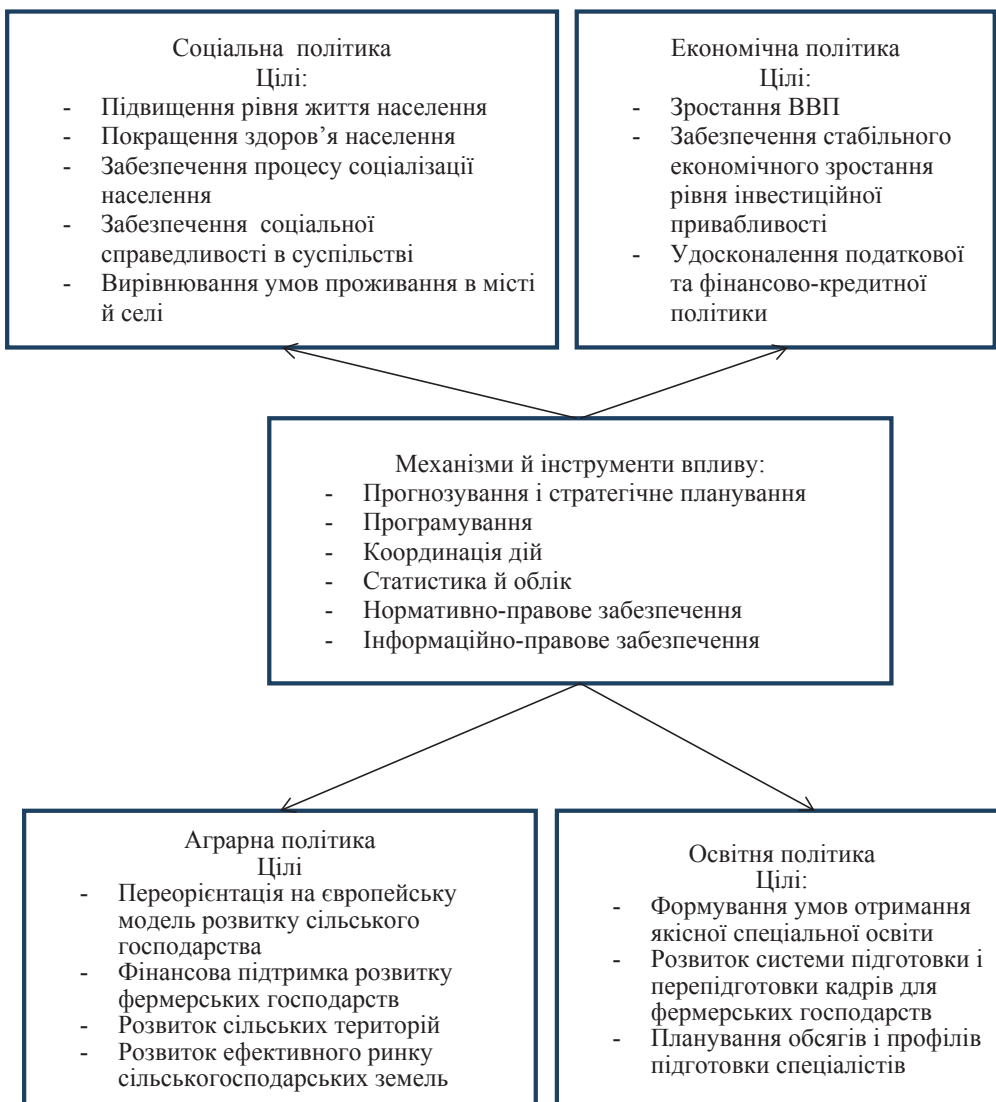 Соціальна політика
Цілі:
- Підвищення рівня життя населення
- Покращення здоров’я населення
- Забезпечення процесу соціалізації
населення
- Забезпечення соціальної
справедливості в суспільстві
- Вирівнювання умов проживання в місті
й селі
Економічна політика
Цілі:
- Зростання ВВП
- Забезпечення стабільного
економічного зростання
рівня інвестиційної
привабливості
- Удосконалення податкової
та фінансово-кредитної
політики
Механізми й інструменти впливу:
- Прогнозування і стратегічне планування
- Програмування
- Координація дій
- Статистика й облік
- Нормативно-правове забезпечення
- Інформаційно-правове забезпечення
Аграрна політика
Цілі
- Переорієнтація на європейську
модель розвитку сільського
господарства
- Фінансова підтримка розвитку
фермерських господарств
- Розвиток сільських територій
- Розвиток ефективного ринку
сільськогосподарських земель
Освітня політика
Цілі:
- Формування умов отримання
якісної спеціальної освіти
- Розвиток системи підготовки і
перепідготовки кадрів для
фермерських господарств
- Планування обсягів і профілів
підготовки спеціалістів